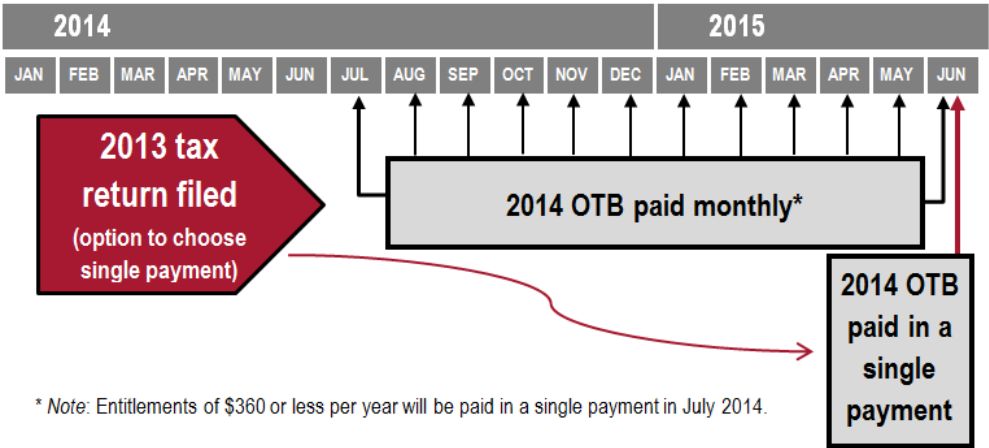 2014 2015
JAN FEB MAR APR MAY JUN JUL AUG SEP OCT NOV DEC JAN FEB MAR APR MAY JUN
2013 tax
return filed
(option to choose
single payment)
2014 OTB paid monthly*
2014 OTB
paid in a
single
payment
* Note: Entitlements of $360 or less per year will be paid in a single payment in July 2014.